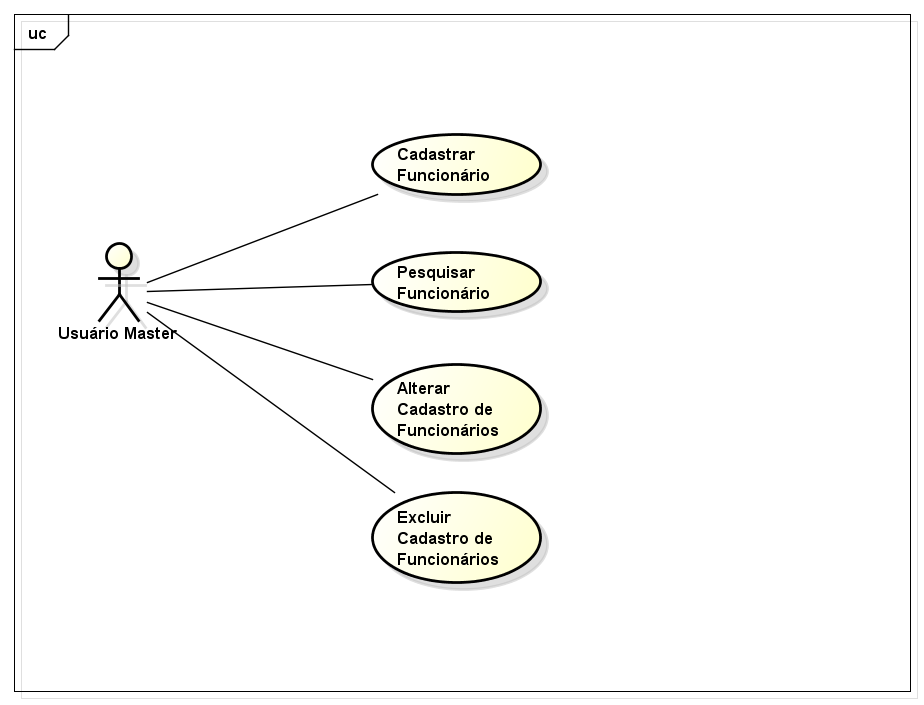 uc
Cadastrar
Funcionário
Pesquisar
Funcionário
Usuário Master
Alterar
Cadastro de
Funcionários
Excluir
Cadastro de
Funcionários